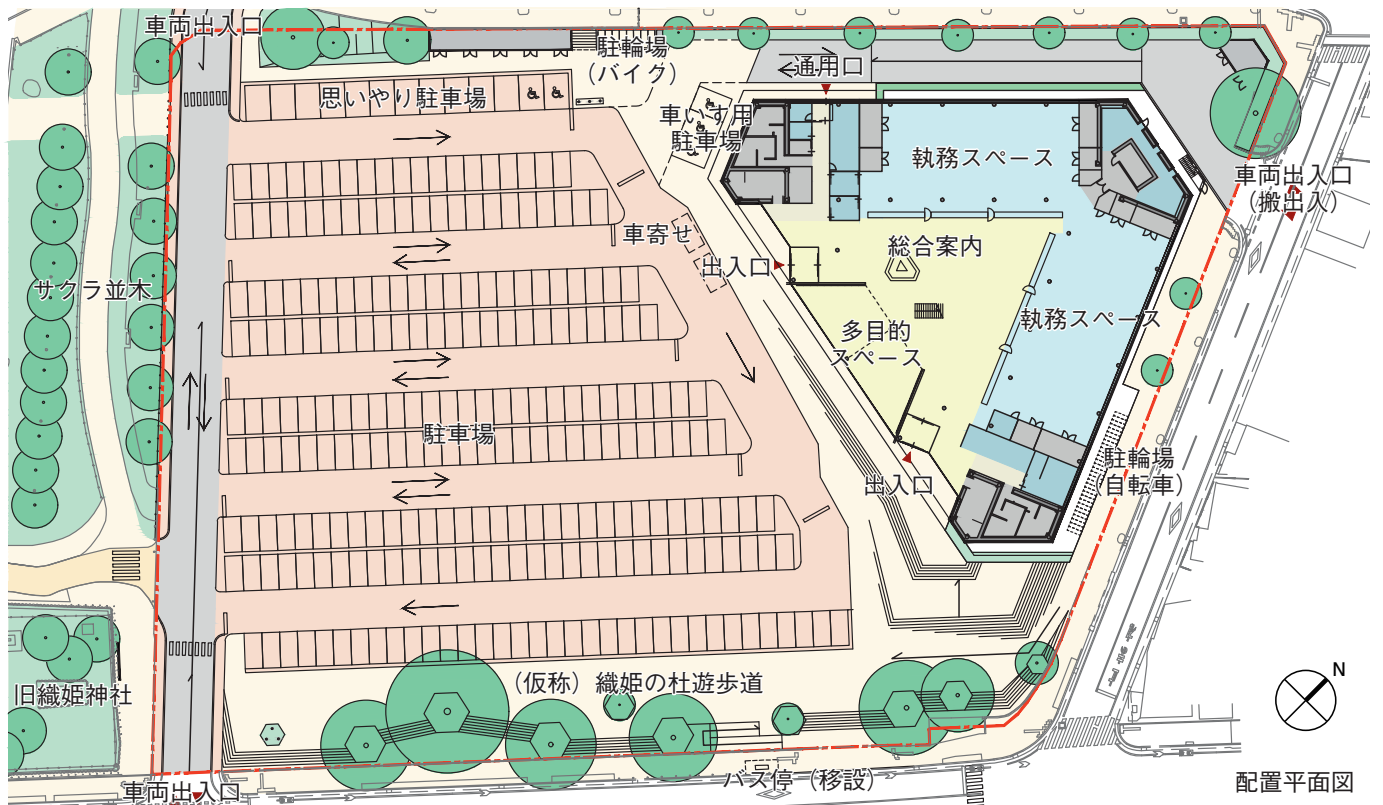 車両出入口
駐輪場
(バイク)
通用口
思いやり駐車場
車いす用
駐車場
執務スペース
車両出入口
(搬出入)
車寄せ
出入口
総合案内
サクラ並木
多目的
スペース
執務スペース
駐車場
出入口
駐輪場
(自転車)
旧織姫神社
(仮称)織姫の杜遊歩道
N
バス停(移設)
車両出入口
配置平面図